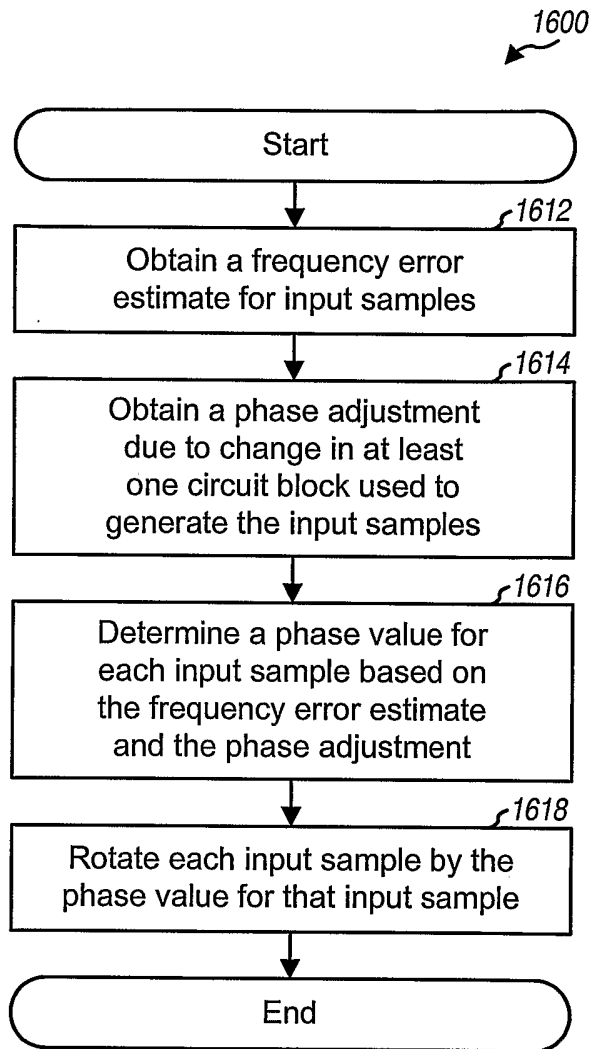 1600
Start
1612
Obtain a frequency error
estimate for input samples
1614
Obtain a phase adjustment
due to change in at least
one circuit block used to
generate the input samples
1616
Determine a phase value for
each input sample based on
the frequency error estimate
and the phase adjustment
1618
Rotate each input sample by the
phase value for that input sample
End